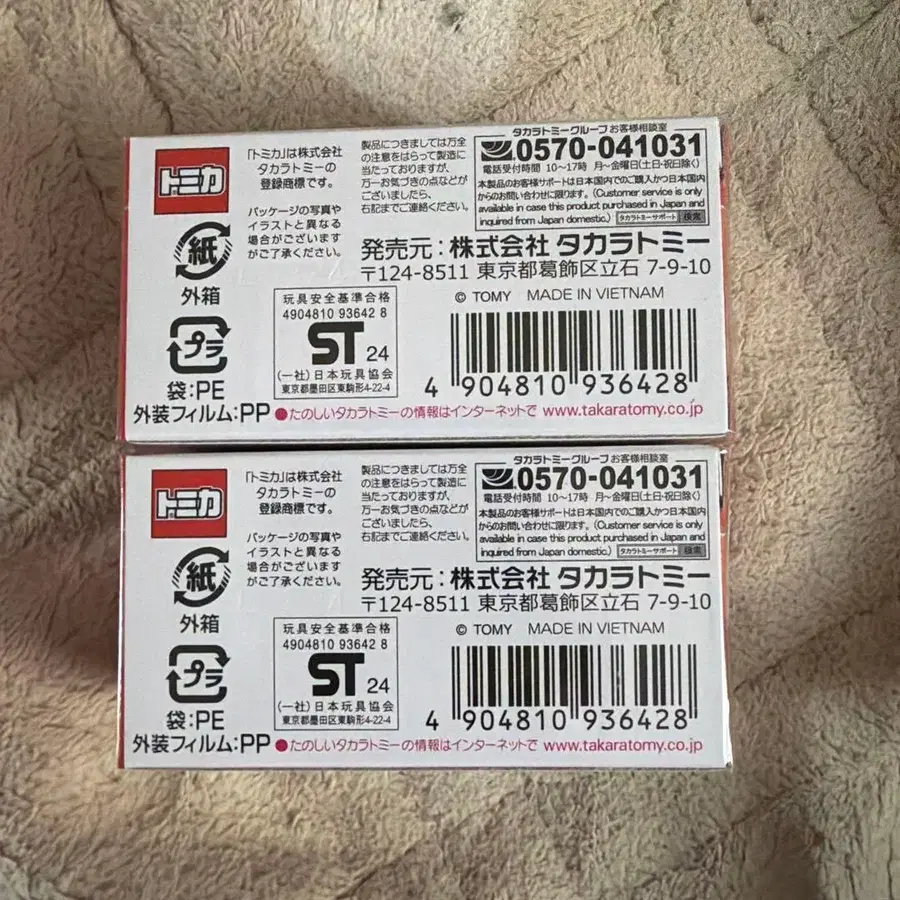 トミカ
「トミカ」は株式会社
タカラトミーの
登録商標です。
パッケージの写真や
イラストと異なる
場合がございます
がご了承ください。
製品につきましては万全
の注意をはらって製造に
当たっておりますが、
万一お気づきの点などが
ございましたら、
右記までご連絡ください。
タカラトミーグループ お客様相談室
0570-041031
電話受付時間 10〜17時 月〜金曜日(土日・祝日除く)
本製品のお客様サポートは日本国内でのご購入かつ日本国内
からのお問い合わせに限ります。(Customer service is only
available in case this product purchased in Japan and
inquired from Japan domestic.) タカラトミーサポート 検索
発売元:株式会社 タカラトミー
〒124-8511 東京都葛飾区立石 7-9-10
© TOMY MADE IN VIETNAM
紙
外箱
プラ
袋:PE
外装フィルム:PP
玩具安全基準合格
4904810 93642 8
ST 24
(一社)日本玩具協会
東京都墨田区東駒形4-22-4
4 904810 936428
●たのしいタカラトミーの情報はインターネットで www.takaratomy.co.jp
トミカ
「トミカ」は株式会社
タカラトミーの
登録商標です。
パッケージの写真や
イラストと異なる
場合がございます
がご了承ください。
製品につきましては万全
の注意をはらって製造に
当たっておりますが、
万一お気づきの点などが
ございましたら、
右記までご連絡ください。
タカラトミーグループ お客様相談室
0570-041031
電話受付時間 10〜17時 月〜金曜日(土日・祝日除く)
本製品のお客様サポートは日本国内でのご購入かつ日本国内
からのお問い合わせに限ります。(Customer service is only
available in case this product purchased in Japan and
inquired from Japan domestic.) タカラトミーサポート 検索
発売元:株式会社 タカラトミー
〒124-8511 東京都葛飾区立石 7-9-10
© TOMY MADE IN VIETNAM
紙
外箱
プラ
袋:PE
外装フィルム:PP
玩具安全基準合格
4904810 93642 8
ST 24
(一社)日本玩具協会
東京都墨田区東駒形4-22-4
4 904810 936428
●たのしいタカラトミーの情報はインターネットで www.takaratomy.co.jp